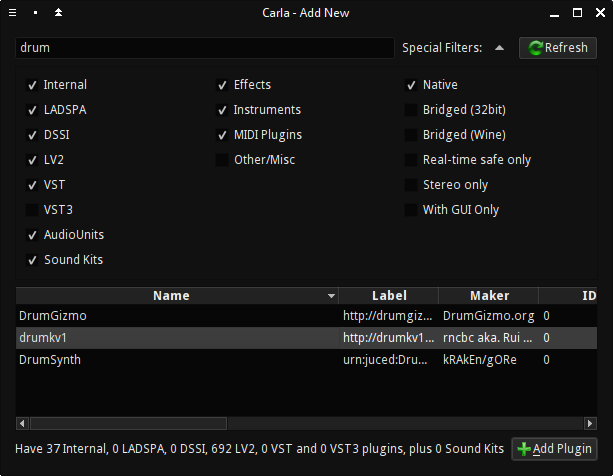 Carla - Add New
drum Special Filters: Refresh
Internal Effects Native
LADSPA Instruments Bridged (32bit)
DSSI MIDI Plugins Bridged (Wine)
LV2 Other/Misc Real-time safe only
VST Stereo only
VST3 With GUI Only
AudioUnits
Sound Kits
Name Label Maker ID
DrumGizmo http://drumgiz... DrumGizmo.org 0
drumkv1 http://drumkv1... rncbc aka. Rui ... 0
DrumSynth urn:juced:Dru... kRAkEn/gORe 0
Have 37 Internal, 0 LADSPA, 0 DSSI, 692 LV2, 0 VST and 0 VST3 plugins, plus 0 Sound Kits Add Plugin